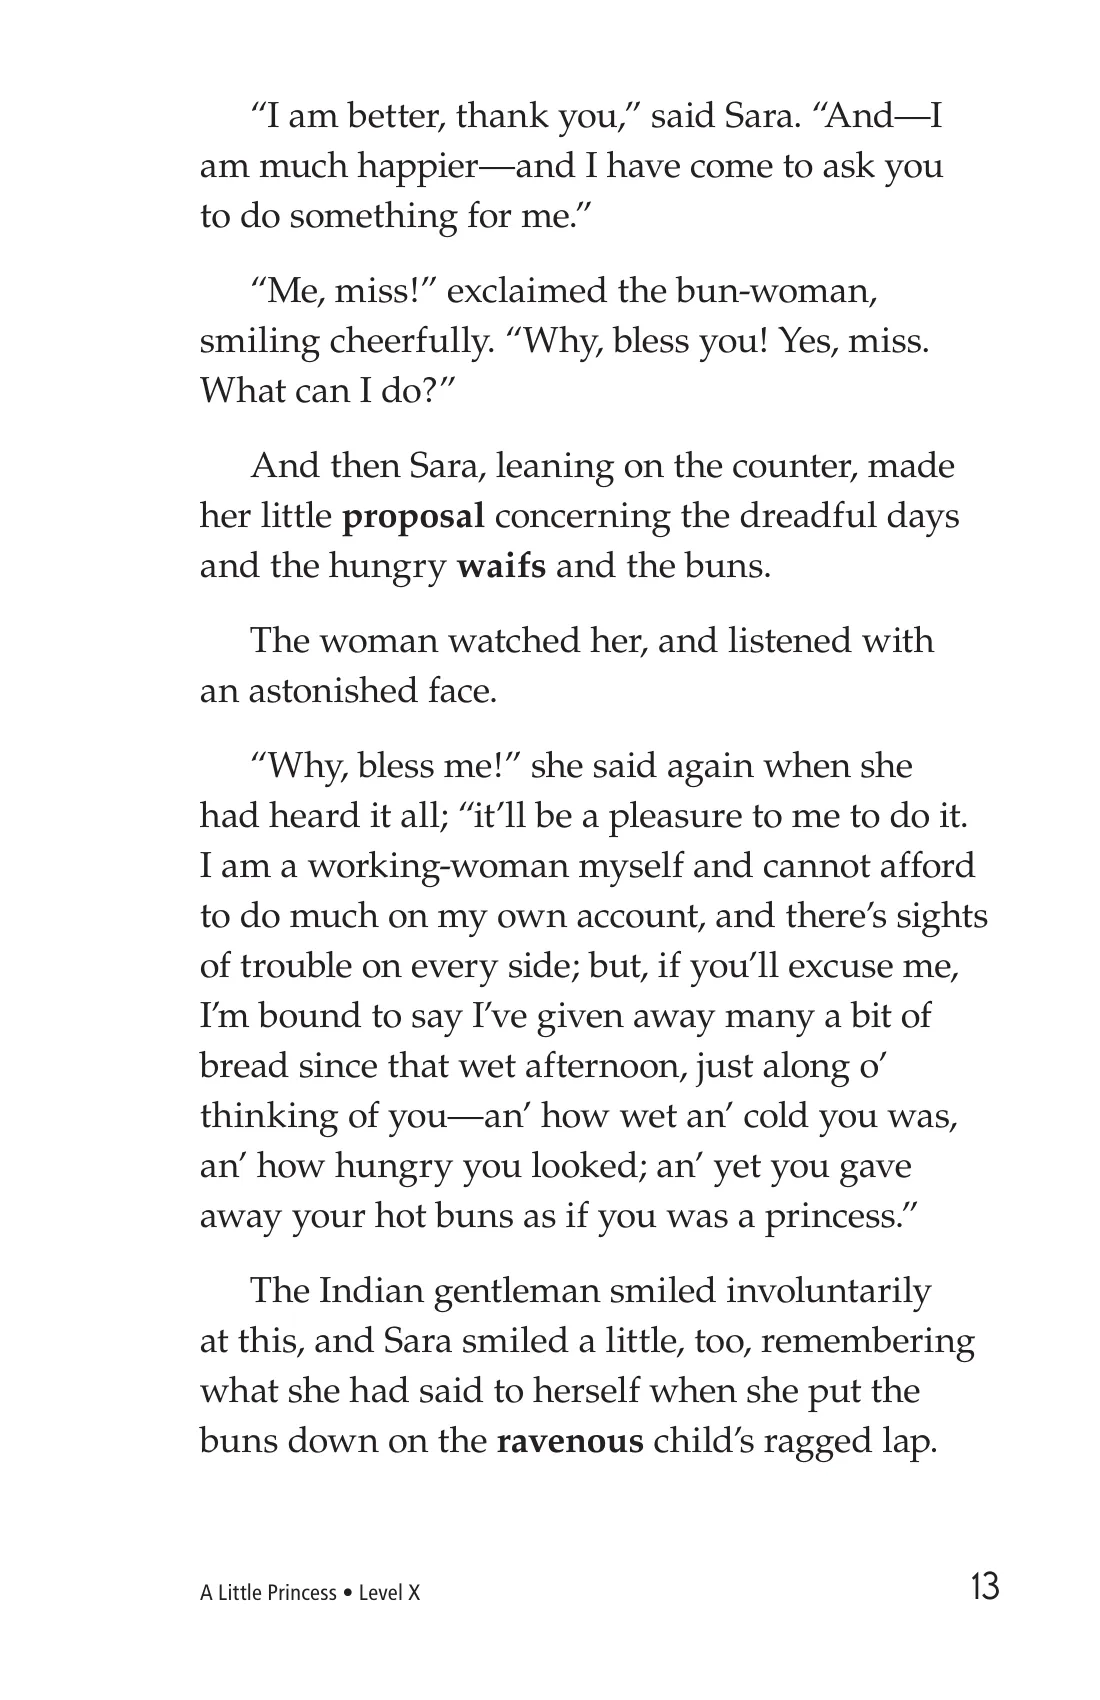 “I am better, thank you,” said Sara. “And—I
am much happier—and I have come to ask you
to do something for me.”
“Me, miss!” exclaimed the bun-woman,
smiling cheerfully. “Why, bless you! Yes, miss.
What can I do?”
And then Sara, leaning on the counter, made
her little proposal concerning the dreadful days
and the hungry waifs and the buns.
The woman watched her, and listened with
an astonished face.
“Why, bless me!” she said again when she
had heard it all; “it’ll be a pleasure to me to do it.
I am a working-woman myself and cannot afford
to do much on my own account, and there’s sights
of trouble on every side; but, if you’ll excuse me,
I’m bound to say I’ve given away many a bit of
bread since that wet afternoon, just along o’
thinking of you—an’ how wet an’ cold you was,
an’ how hungry you looked; an’ yet you gave
away your hot buns as if you was a princess.”
The Indian gentleman smiled involuntarily
at this, and Sara smiled a little, too, remembering
what she had said to herself when she put the
buns down on the ravenous child’s ragged lap.
A Little Princess • Level X
13